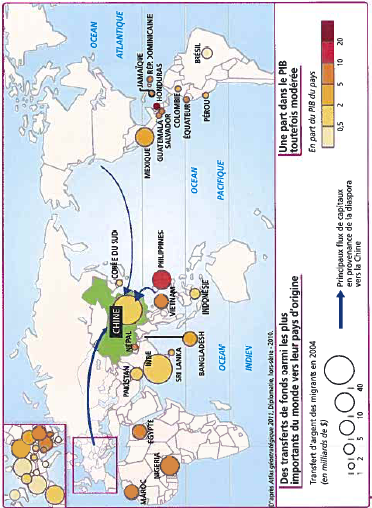 OCEAN
ATLANTIQUE
JAMAÏQUE
RÉP. DOMINICAINE
HONDURAS
GUATEMALA
SALVADOR
COLOMBIE
ÉQUATEUR
PÉROU
BRÉSIL
MEXIQUE
OCEAN
PACIFIQUE
CORÉE DU SUD
CHINE
PHILIPPINES
VIETNAM
INDONÉSIE
NÉPAL
PAKISTAN
INDE
SRI LANKA
BANGLADESH
OCEAN
INDIEN
ÉGYPTE
NIGERIA
MAROC
D'après Atlas géostratégique 2011, Diplomatie, hors-série - 2010.
Des transferts de fonds parmi les plus
importants du monde vers leur pays d'origine
Transfert d'argent des migrants en 2004
(en milliards de $)
1 2 5 10 40
Principaux flux de capitaux
en provenance de la diaspora
vers la Chine
Une part dans le PIB
toutefois modérée
En part du PIB du pays
0,5 2 5 10 20